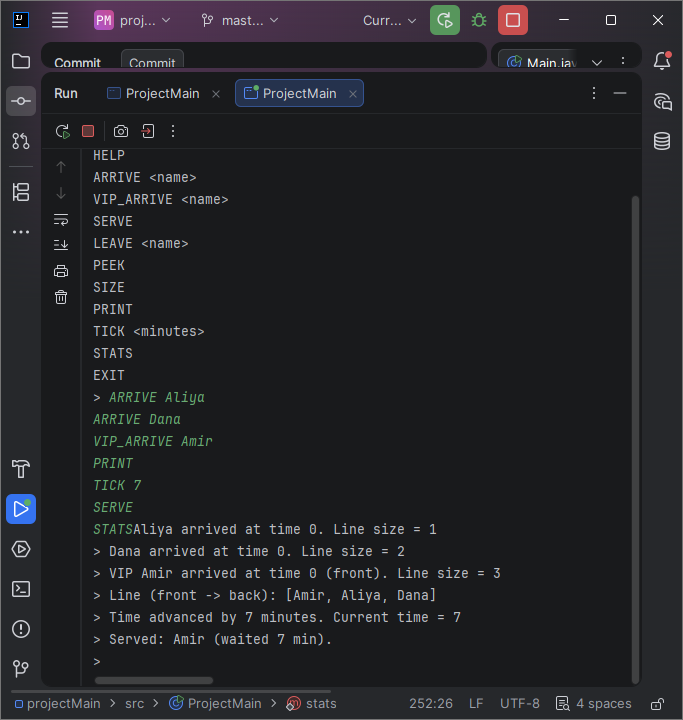 PM proj... mast... Curr...
Commit Commit Main.jav
Run ProjectMain ProjectMain
HELP
ARRIVE <name>
VIP_ARRIVE <name>
SERVE
LEAVE <name>
PEEK
SIZE
PRINT
TICK <minutes>
STATS
EXIT
> ARRIVE Aliya
ARRIVE Dana
VIP_ARRIVE Amir
PRINT
TICK 7
SERVE
STATSAliya arrived at time 0. Line size = 1
> Dana arrived at time 0. Line size = 2
> VIP Amir arrived at time 0 (front). Line size = 3
> Line (front -> back): [Amir, Aliya, Dana]
> Time advanced by 7 minutes. Current time = 7
> Served: Amir (waited 7 min).
>
projectMain > src > ProjectMain > stats 252:26 LF UTF-8 4 spaces